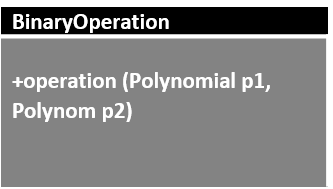 BinaryOperation
+operation (Polynomial p1,
Polynom p2)